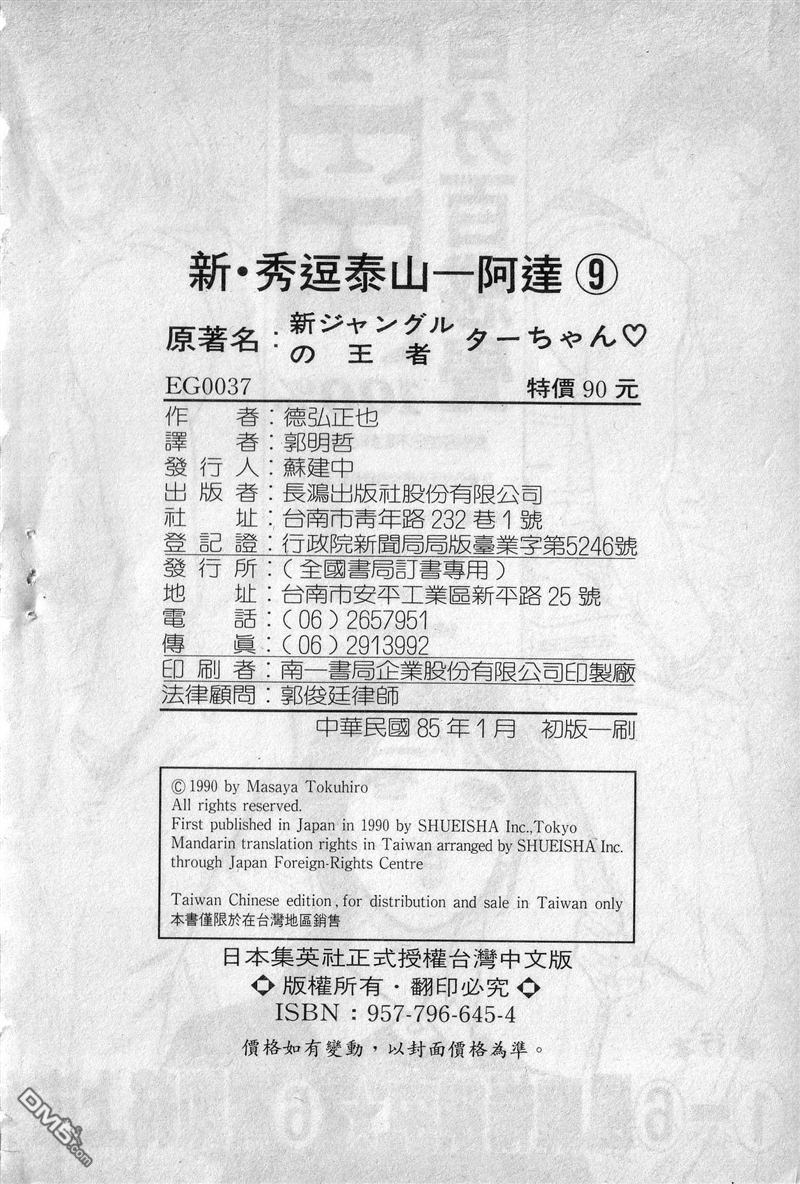 新·秀逗泰山—阿達⑨
原著名：新ジャングルの王者 ターちゃん♡
EG0037 特價90元
作者：德弘正也
譯者：郭明哲
發行人：蘇建中
出版者：長鴻出版社股份有限公司
社址：台南市靑年路232巷1號
登記證：行政院新聞局局版臺業字第5246號
發行所：（全國書局訂書專用）
地址：台南市安平工業區新平路25號
電話：（06）2657951
傳眞：（06）2913992
印刷者：南一書局企業股份有限公司印製廠
法律顧問：郭俊廷律師
中華民國85年1月 初版一刷
©1990 by Masaya Tokuhiro
All rights reserved.
First published in Japan in 1990 by SHUEISHA Inc.,Tokyo
Mandarin translation rights in Taiwan arranged by SHUEISHA Inc.
through Japan Foreign-Rights Centre
Taiwan Chinese edition, for distribution and sale in Taiwan only
本書僅限於在台灣地區銷售
日本集英社正式授權台灣中文版
◇版權所有·翻印必究◇
ISBN：957-796-645-4
價格如有變動，以封面價格為準。
DM5.com